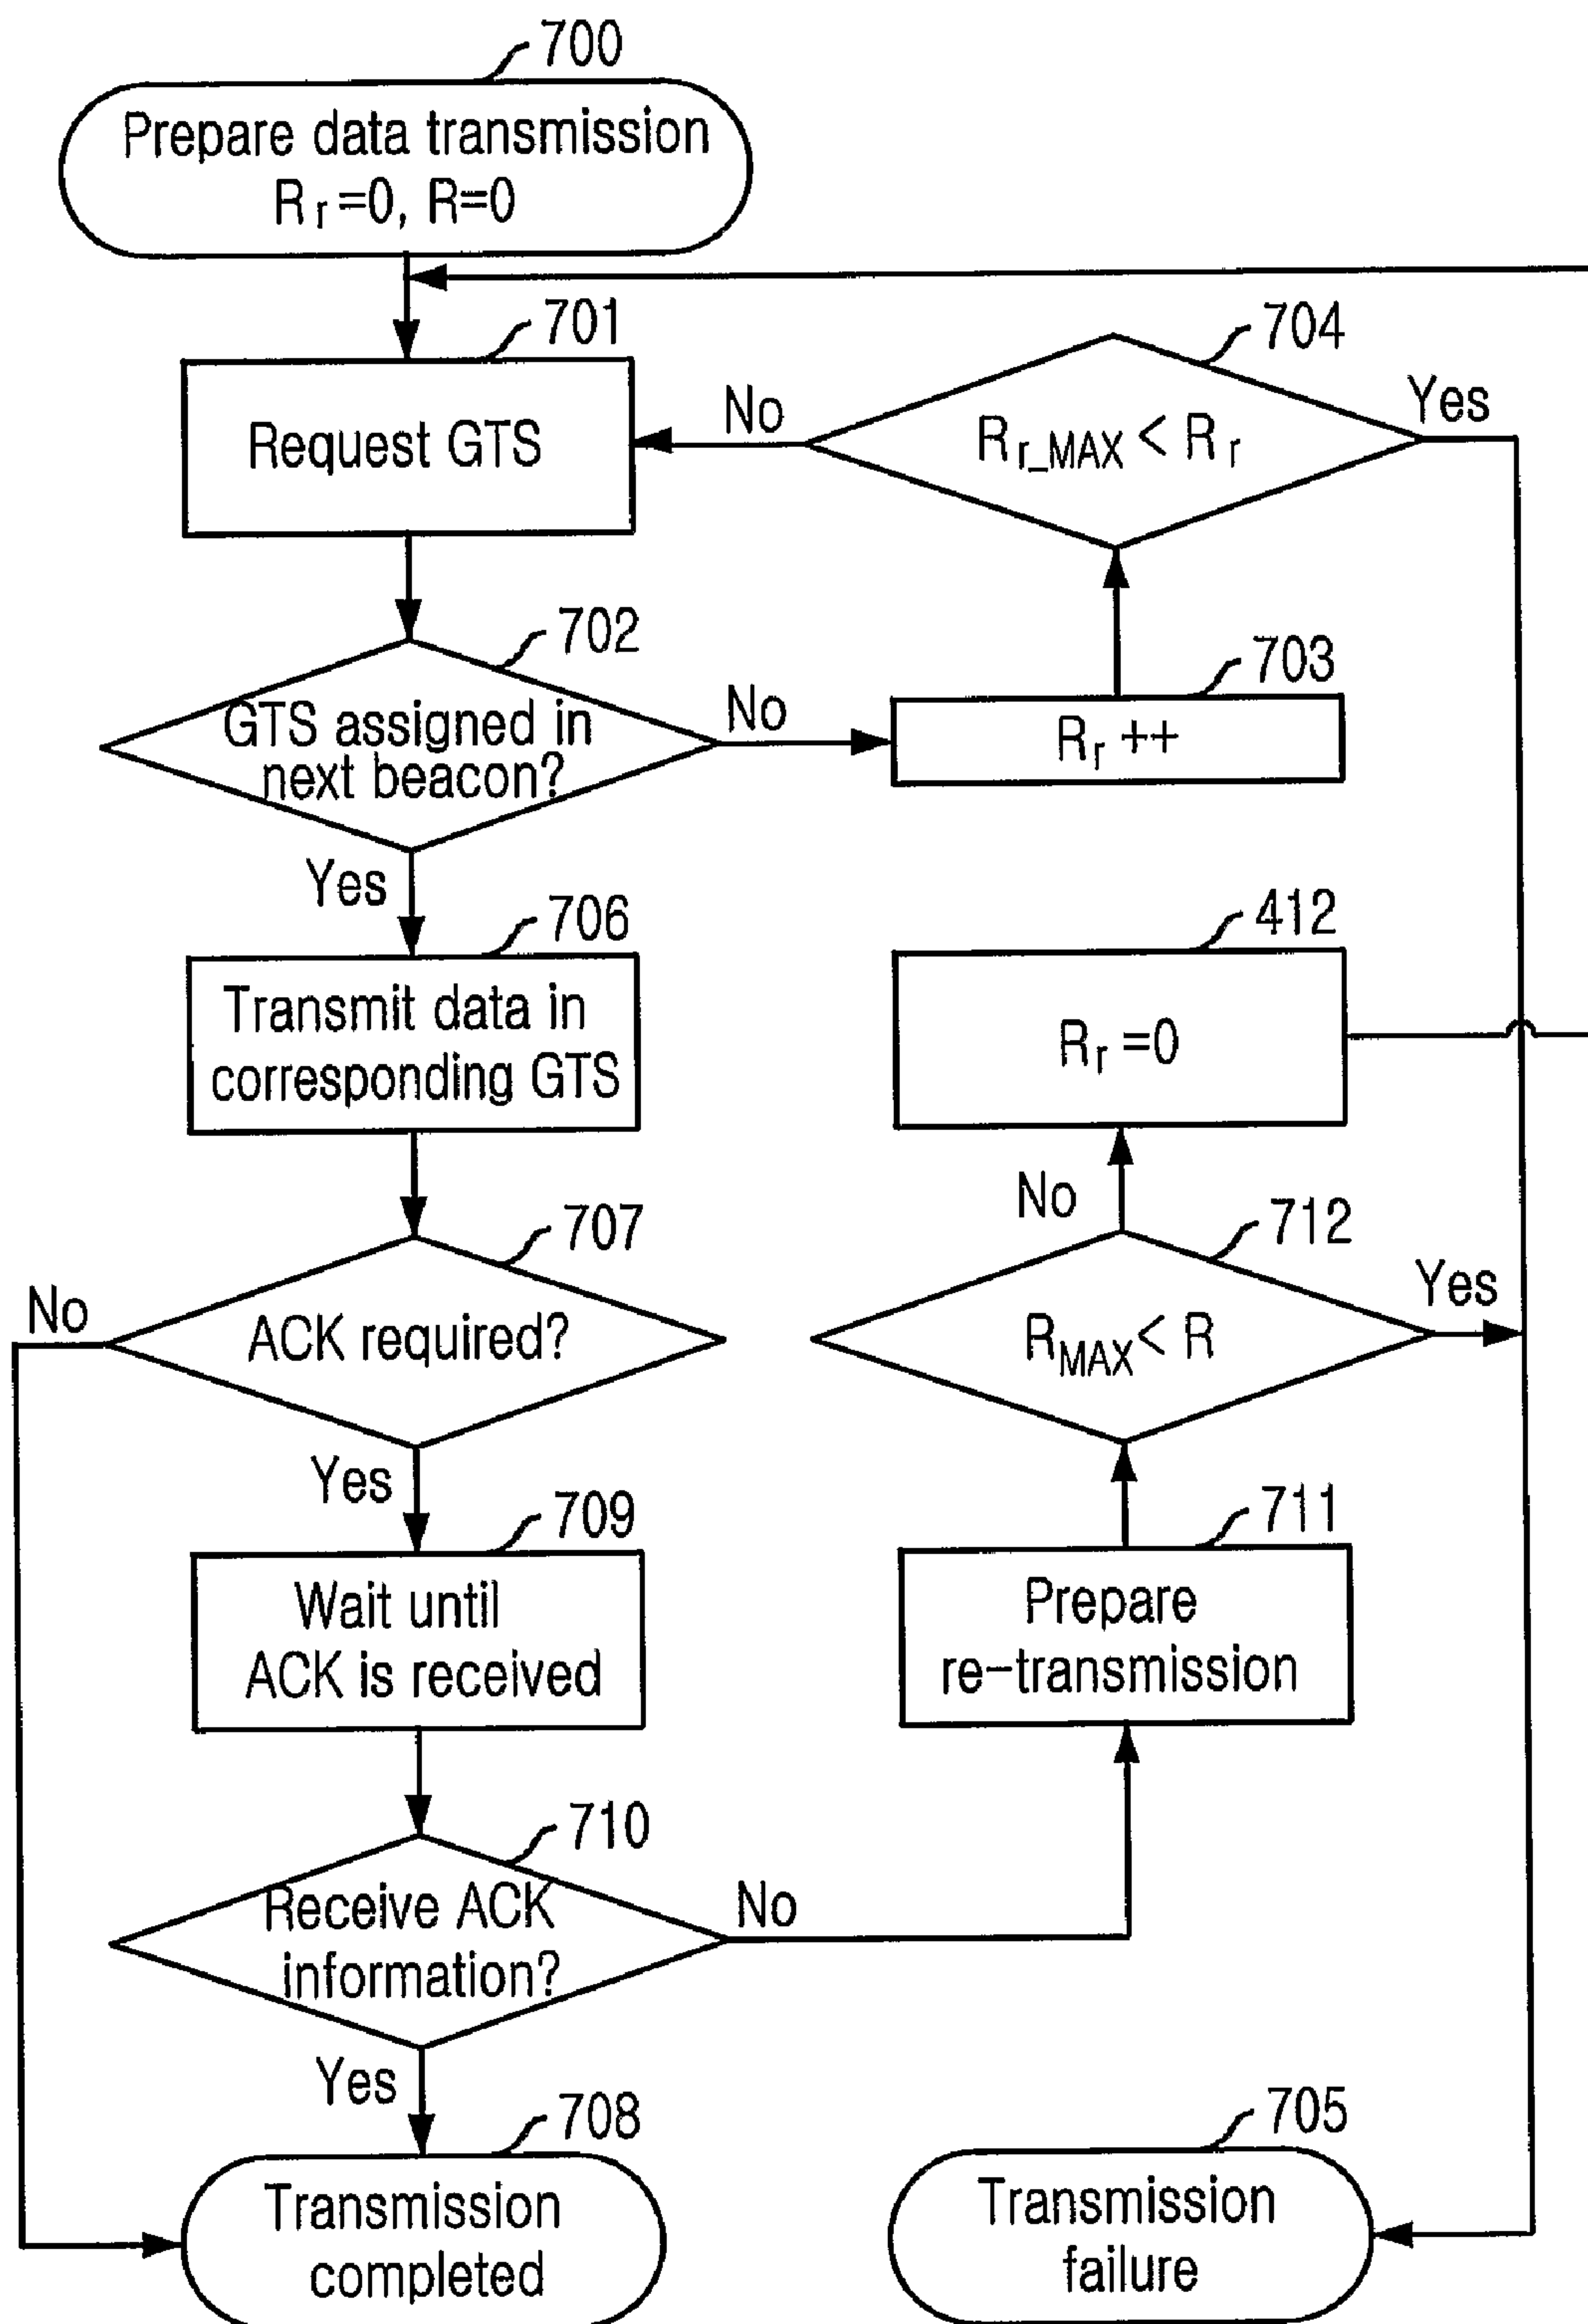 700
Prepare data transmission
Rr=0, R=0
701
Request GTS
704
Rr_MAX < Rr
No
Yes
702
GTS assigned in
next beacon?
No
703
Rr ++
Yes
706
Transmit data in
corresponding GTS
412
Rr =0
No
707
ACK required?
No
712
RMAX< R
Yes
Yes
709
Wait until
ACK is received
711
Prepare
re-transmission
710
Receive ACK
information?
No
Yes
708
Transmission
completed
705
Transmission
failure